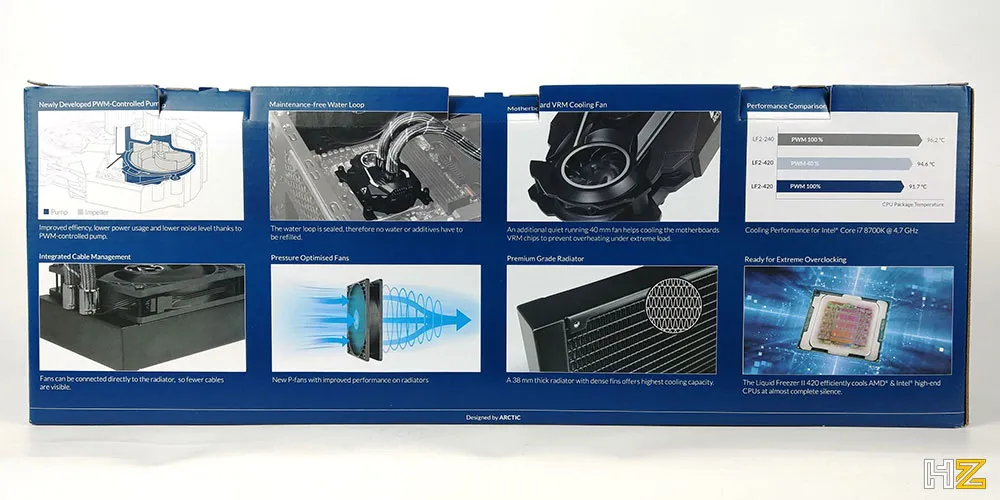 Newly Developed PWM-Controlled Pump
Pump Impeller
Improved effiency, lower power usage and lower noise level thanks to
PWM-controlled pump.
Maintenance-free Water Loop
The water loop is sealed, therefore no water or additives have to
be refilled.
VRM Cooling Fan
An additional quiet running 40 mm fan helps cooling the motherboards
VRM chips to prevent overheating under extreme load.
Performance Comparison
LF2-240 PWM 100 % 96.2 °C
LF2-420 PWM 40 % 94.6 °C
LF2-420 PWM 100% 91.7 °C
CPU Package Temperature
Cooling Performance for Intel® Core i7 8700K @ 4.7 GHz
Integrated Cable Management
Fans can be connected directly to the radiator, so fewer cables
are visible.
Pressure Optimised Fans
New P-fans with improved performance on radiators
Premium Grade Radiator
A 38 mm thick radiator with dense fins offers highest cooling capacity.
Ready for Extreme Overclocking
The Liquid Freezer II 420 efficiently cools AMD® & Intel® high-end
CPUs at almost complete silence.
Designed by ARCTIC
HZ